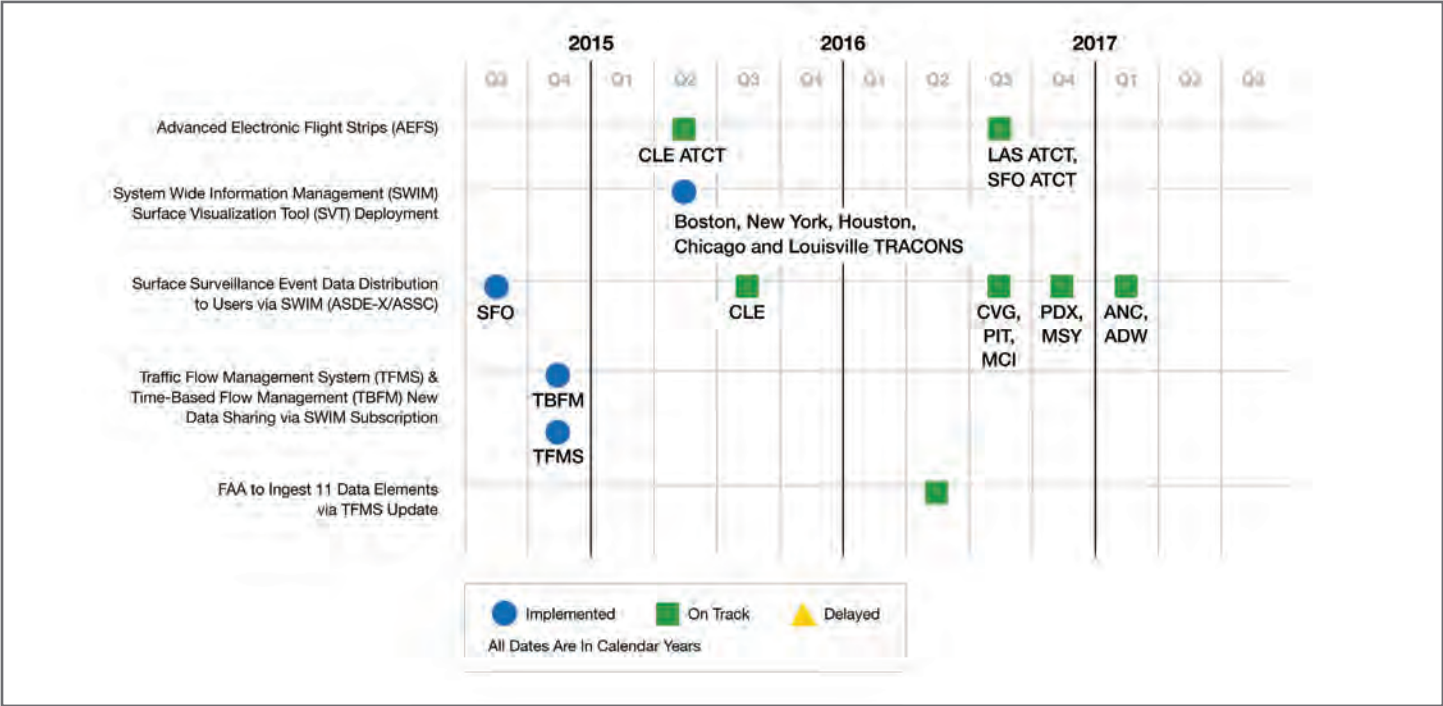 2015 2016 2017
Q3 Q4 Q1 Q2 Q3 Q4 Q1 Q2 Q3 Q4 Q1 Q2 Q3
Advanced Electronic Flight Strips (AEFS)
CLE ATCT
LAS ATCT,
SFO ATCT
System Wide Information Management (SWIM)
Surface Visualization Tool (SVT) Deployment
Boston, New York, Houston,
Chicago and Louisville TRACONS
Surface Surveillance Event Data Distribution
to Users via SWIM (ASDE-X/ASSC)
SFO
CLE
CVG,
PIT,
MCI
PDX,
MSY
ANC,
ADW
Traffic Flow Management System (TFMS) &
Time-Based Flow Management (TBFM) New
Data Sharing via SWIM Subscription
TBFM
TFMS
FAA to Ingest 11 Data Elements
via TFMS Update
Implemented On Track Delayed
All Dates Are In Calendar Years